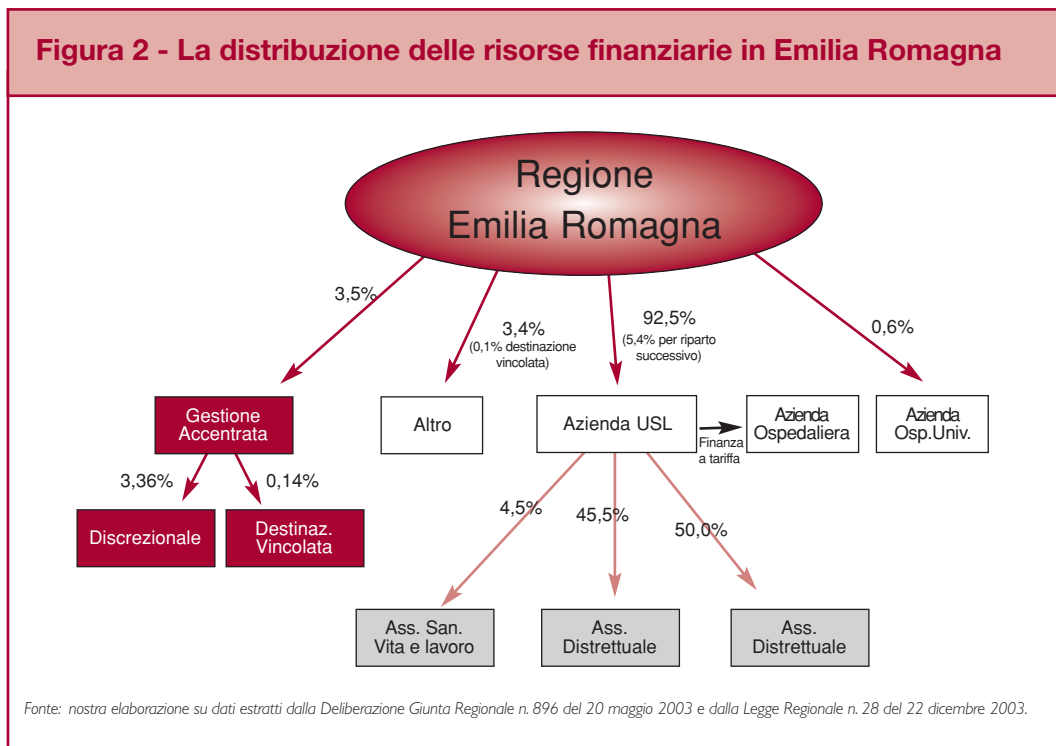 Figura 2 - La distribuzione delle risorse finanziarie in Emilia Romagna
Regione
Emilia Romagna
3,5%
3,4%
(0,1% destinazione
vincolata)
92,5%
(5,4% per riparto
successivo)
0,6%
Gestione
Accentrata
Altro
Azienda USL
Finanza
a tariffa
Azienda
Ospedaliera
Azienda
Osp.Univ.
3,36%
0,14%
4,5%
45,5%
50,0%
Discrezionale
Destinaz.
Vincolata
Ass. San.
Vita e lavoro
Ass.
Distrettuale
Ass.
Distrettuale
Fonte: nostra elaborazione su dati estratti dalla Deliberazione Giunta Regionale n. 896 del 20 maggio 2003 e dalla Legge Regionale n. 28 del 22 dicembre 2003.